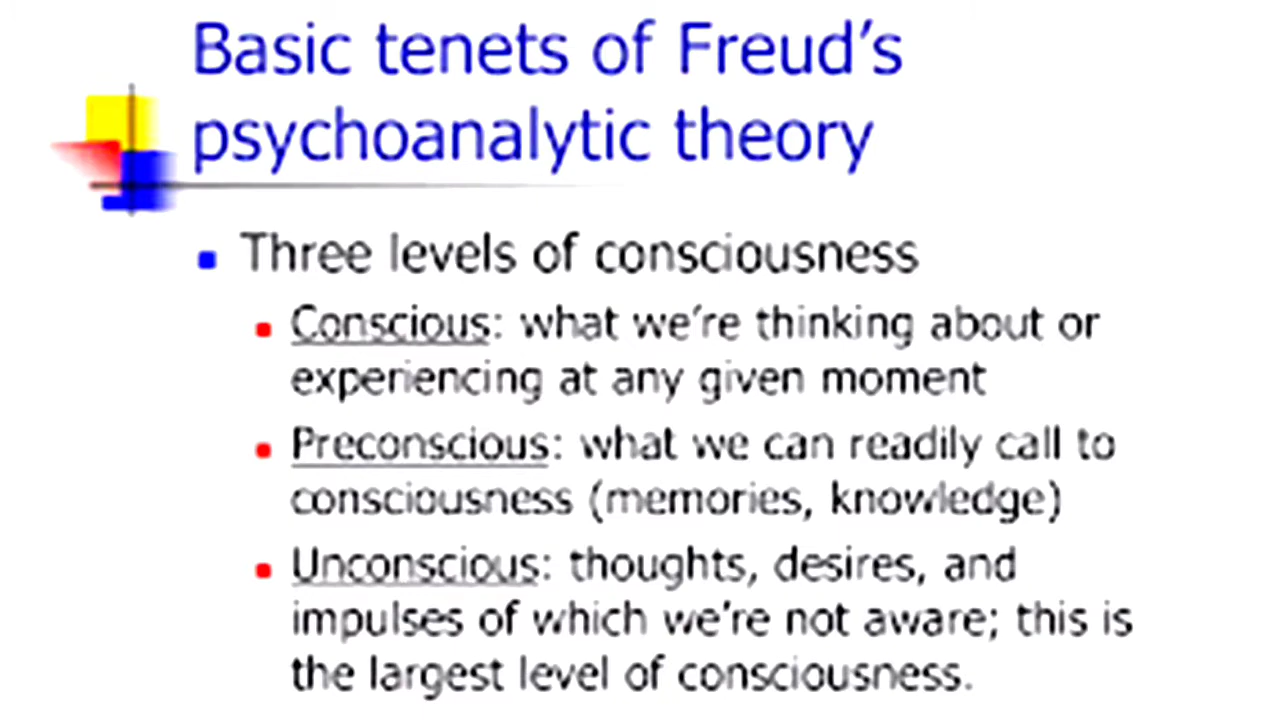 Basic tenets of Freud's
psychoanalytic theory
Three levels of consciousness
Conscious: what we're thinking about or
experiencing at any given moment
Preconscious: what we can readily call to
consciousness (memories, knowledge)
Unconscious: thoughts, desires, and
impulses of which we're not aware; this is
the largest level of consciousness.